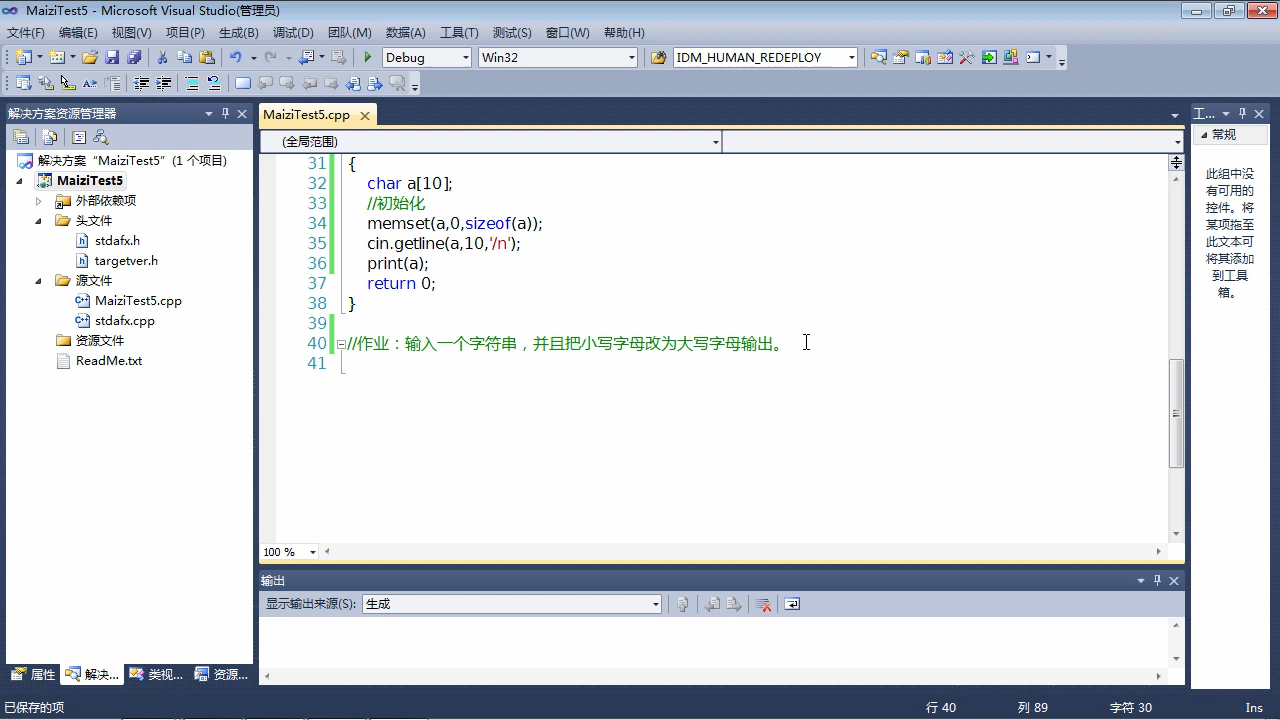 MaiziTest5 - Microsoft Visual Studio(管理员)
文件(F) 编辑(E) 视图(V) 项目(P) 生成(B) 调试(D) 团队(M) 数据(A) 工具(T) 测试(S) 窗口(W) 帮助(H)
Debug Win32 IDM_HUMAN_REDEPLOY
解决方案资源管理器
解决方案“MaiziTest5”(1 个项目)
MaiziTest5
外部依赖项
头文件
stdafx.h
targetver.h
源文件
MaiziTest5.cpp
stdafx.cpp
资源文件
ReadMe.txt
属性 解决... 类视... 资源...
MaiziTest5.cpp
(全局范围)
31 {
32 char a[10];
33 //初始化
34 memset(a,0,sizeof(a));
35 cin.getline(a,10,'/n');
36 print(a);
37 return 0;
38 }
39
40 //作业：输入一个字符串，并且把小写字母改为大写字母输出。
41
100 %
输出
显示输出来源(S): 生成
工...
常规
此组中没
有可用的
控件。将
某项拖至
此文本可
将其添加
到工具
箱。
已保存的项 行 40 列 89 字符 30 Ins